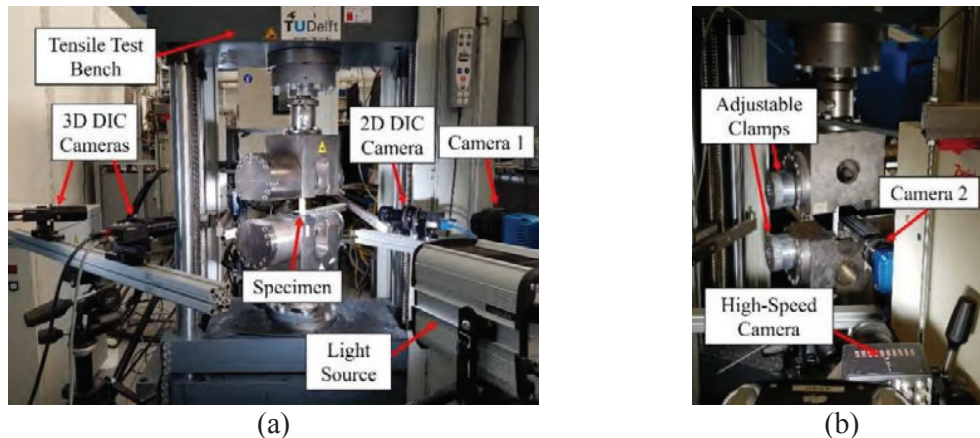 TUDelft
Tensile Test
Bench
3D DIC
Cameras
2D DIC
Camera
Camera 1
Specimen
Light
Source
(a)
Adjustable
Clamps
Camera 2
High-Speed
Camera
(b)